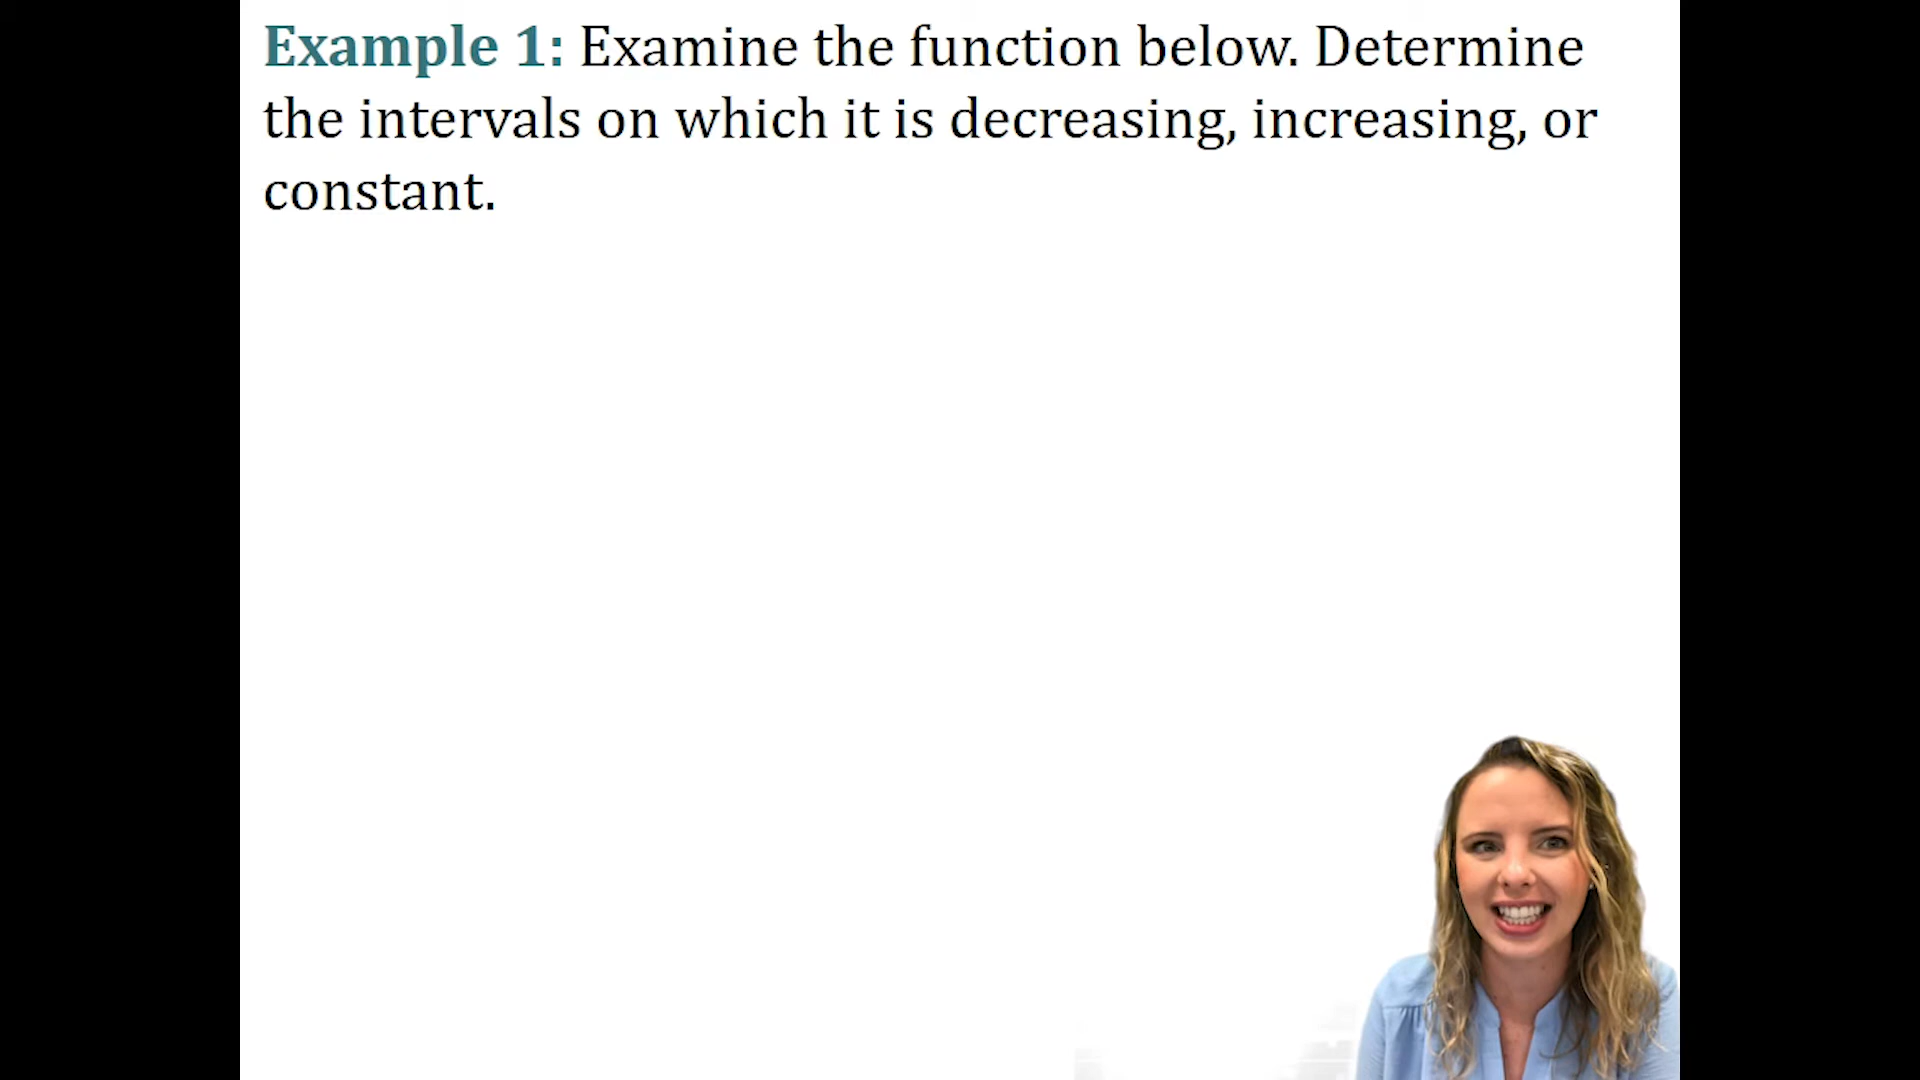 Example 1: Examine the function below. Determine
the intervals on which it is decreasing, increasing, or
constant.